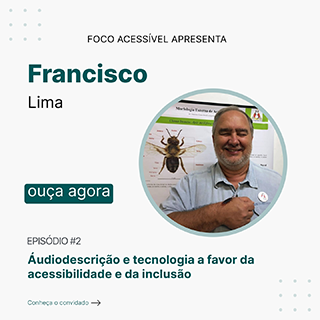 FOCO ACESSÍVEL APRESENTA
Francisco
Lima
ouça agora
EPISÓDIO #2
Áudiodescrição e tecnologia a favor da
acessibilidade e da inclusão
Conheça o convidado →